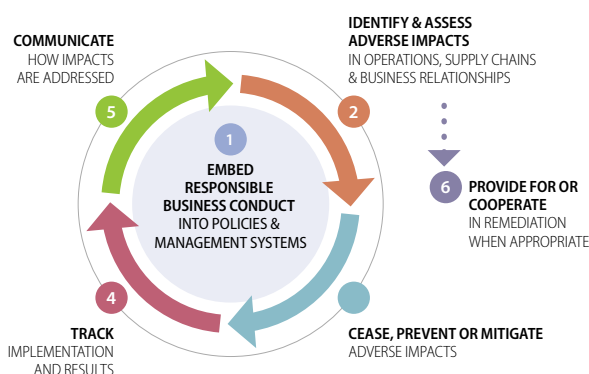 1
EMBED
RESPONSIBLE
BUSINESS CONDUCT
INTO POLICIES &
MANAGEMENT SYSTEMS
2
IDENTIFY & ASSESS
ADVERSE IMPACTS
IN OPERATIONS, SUPPLY CHAINS
& BUSINESS RELATIONSHIPS
CEASE, PREVENT OR MITIGATE
ADVERSE IMPACTS
4
TRACK
IMPLEMENTATION
AND RESULTS
5
COMMUNICATE
HOW IMPACTS
ARE ADDRESSED
6
PROVIDE FOR OR
COOPERATE
IN REMEDIATION
WHEN APPROPRIATE